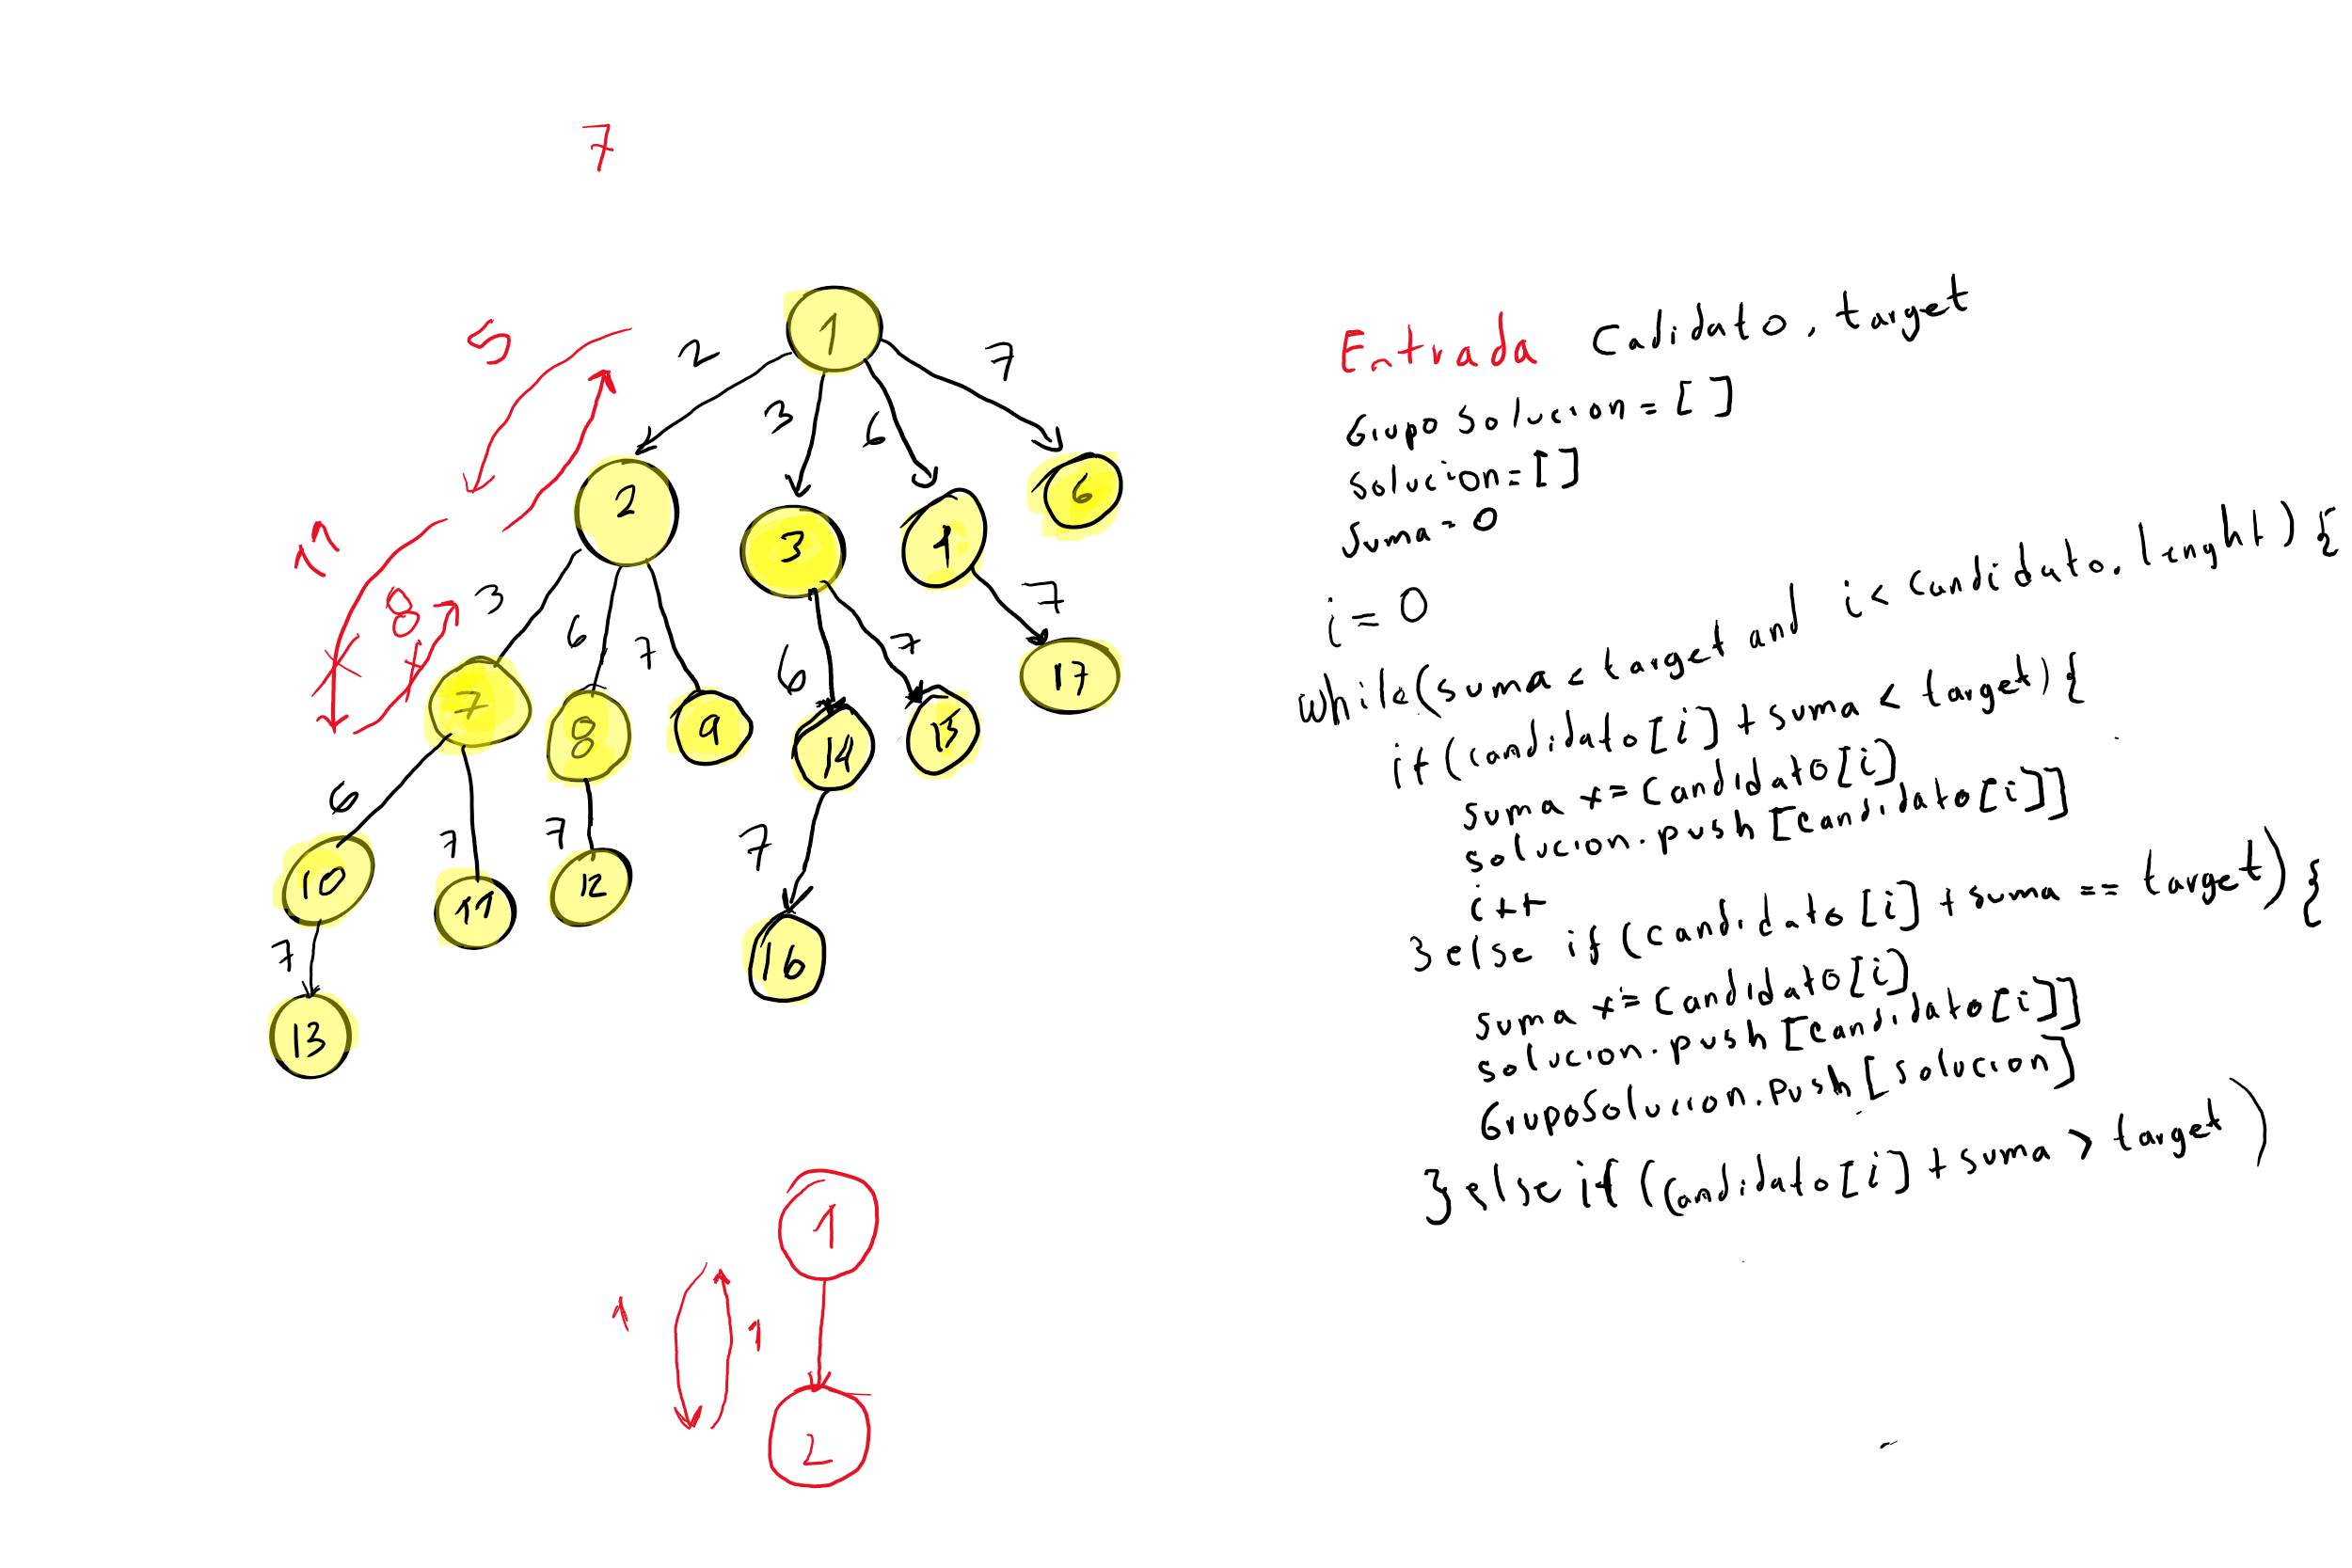 7
5
2
1
7
3
6
2
3
1
6
11
8
3
6
7
6
7
7
17
7
8
9
14
15
6
7
7
7
10
11
12
7
16
13
1
1
1
2
Entrada Calidato, target
Grupo Solucion = [ ]
Solucion = [ ]
Suma = 0
i = 0
while(suma < target and i < candidato.lenght) {
if (candidato[i] + suma < target) {
suma += Candidato[i]
solucion.push [Candidato[i]]
i++
} else if (candidato[i] + suma == target) {
suma += Candidato[i]
solucion.push [Candidato[i]]
GrupoSolucion.Push [solucion]
} else if (Candidato[i] + suma > target )